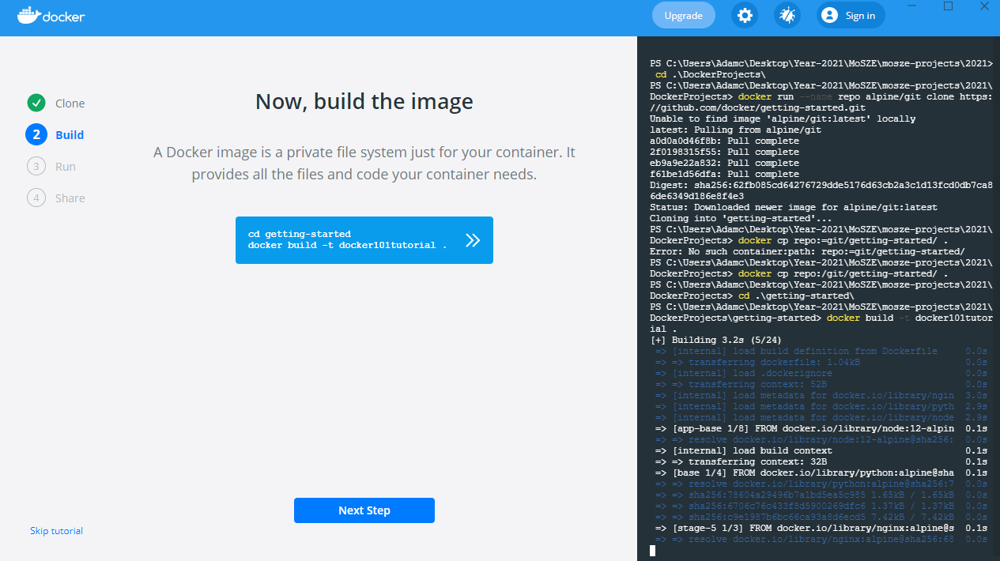 docker
Upgrade
Sign in
Clone
2 Build
3 Run
4 Share
Now, build the image
A Docker image is a private file system just for your container. It
provides all the files and code your container needs.
cd getting-started
docker build -t docker101tutorial .
Next Step
Skip tutorial
PS C:\Users\Adamc\Desktop\Year-2021\MoSZE\mosze-projects\2021>
cd .\DockerProjects\
PS C:\Users\Adamc\Desktop\Year-2021\MoSZE\mosze-projects\2021\
DockerProjects> docker run --name repo alpine/git clone https:
//github.com/docker/getting-started.git
Unable to find image 'alpine/git:latest' locally
latest: Pulling from alpine/git
a0d0a0d46f8b: Pull complete
2f0198315f55: Pull complete
eb9a9e22a832: Pull complete
f61be1d56dfa: Pull complete
Digest: sha256:62fb085cd64276729dde5176d63cb2a3c1d13fcd0db7ca8
6de6349d186e8f4e3
Status: Downloaded newer image for alpine/git:latest
Cloning into 'getting-started'...
PS C:\Users\Adamc\Desktop\Year-2021\MoSZE\mosze-projects\2021\
DockerProjects> docker cp repo:=git/getting-started/ .
Error: No such container:path: repo:=git/getting-started/
PS C:\Users\Adamc\Desktop\Year-2021\MoSZE\mosze-projects\2021\
DockerProjects> docker cp repo:/git/getting-started/ .
PS C:\Users\Adamc\Desktop\Year-2021\MoSZE\mosze-projects\2021\
DockerProjects> cd .\getting-started\
PS C:\Users\Adamc\Desktop\Year-2021\MoSZE\mosze-projects\2021\
DockerProjects\getting-started> docker build -t docker101tutor
ial .
[+] Building 3.2s (5/24)
=> [internal] load build definition from Dockerfile 0.0s
=> => transferring dockerfile: 1.04kB 0.0s
=> [internal] load .dockerignore 0.0s
=> => transferring context: 52B 0.0s
=> [internal] load metadata for docker.io/library/ngin 3.0s
=> [internal] load metadata for docker.io/library/pyth 2.9s
=> [internal] load metadata for docker.io/library/node 2.9s
=> [app-base 1/8] FROM docker.io/library/node:12-alpin 0.1s
=> => resolve docker.io/library/node:12-alpine@sha256: 0.0s
=> [internal] load build context 0.1s
=> => transferring context: 32B 0.1s
=> [base 1/4] FROM docker.io/library/python:alpine@sha 0.1s
=> => resolve docker.io/library/python:alpine@sha256:7 0.0s
=> => sha256:78604a29496b7a1bd5ea5c985 1.65kB / 1.65kB 0.0s
=> => sha256:6706c76c433f8d5900269dfc6 1.37kB / 1.37kB 0.0s
=> => sha256:c9e1987b6bc66ca93a8d6ecd5 7.42kB / 7.42kB 0.0s
=> [stage-5 1/3] FROM docker.io/library/nginx:alpine@s 0.1s
=> => resolve docker.io/library/nginx:alpine@sha256:68 0.0s